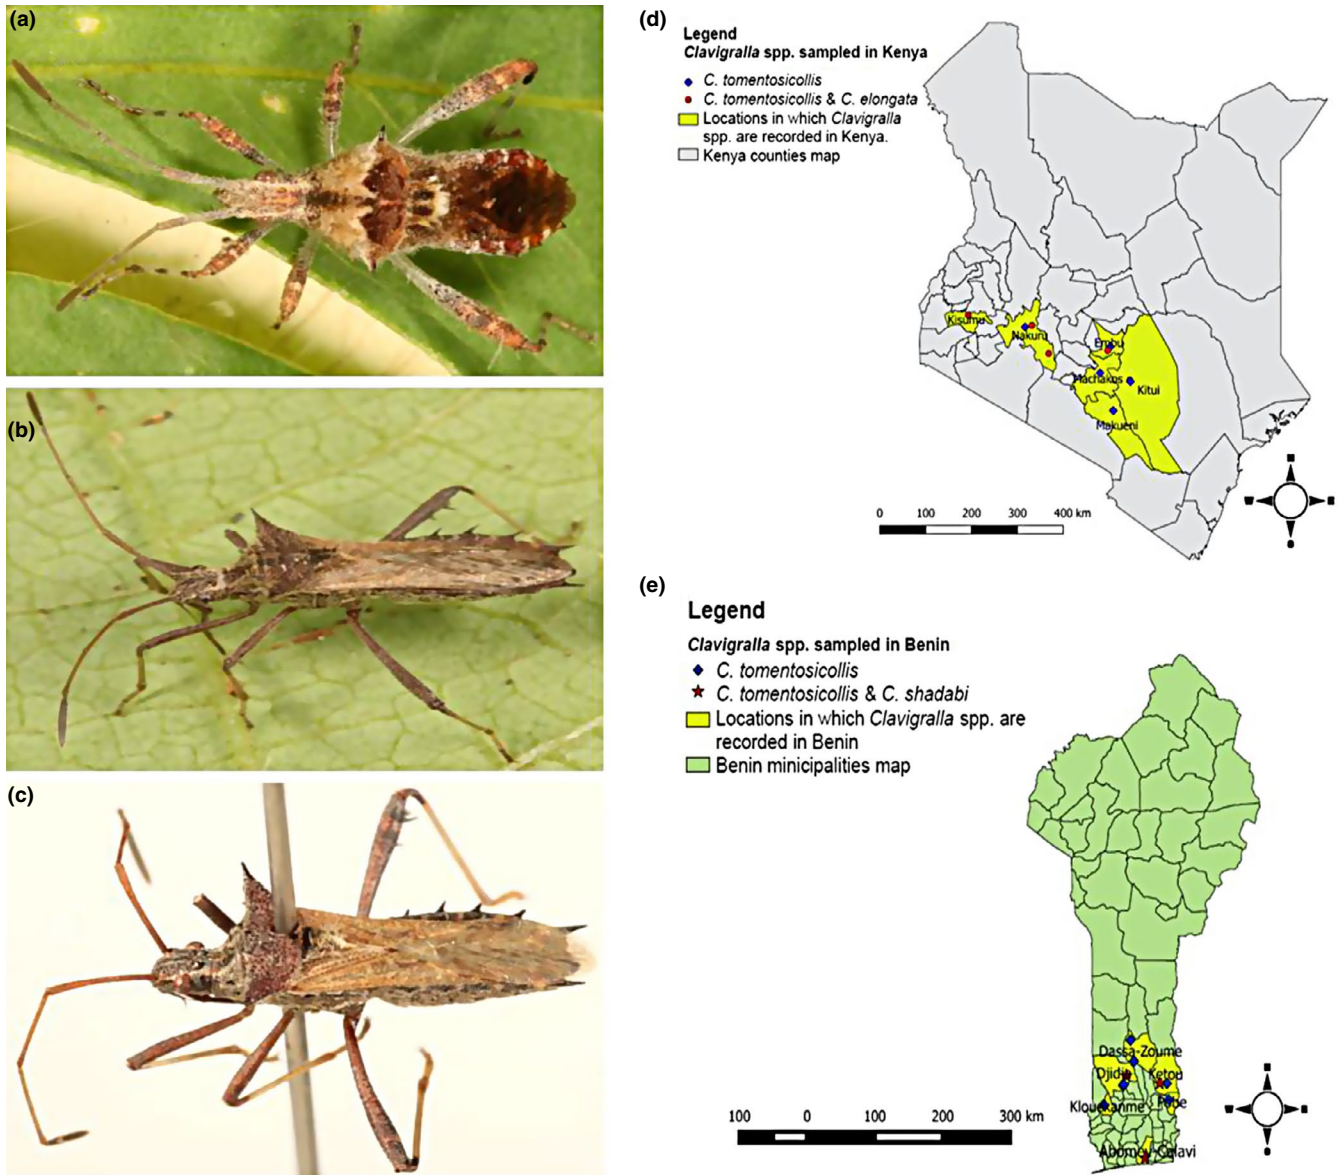 (a)
(b)
(c)
(d)
Legend
Clavigralla spp. sampled in Kenya
C. tomentosicollis
C. tomentosicollis & C. elongata
Locations in which Clavigralla
spp. are recorded in Kenya.
Kenya counties map
Kisumu
Nakuru
Embu
Machakos
Kitui
Makueni
0 100 200 300 400 km
(e)
Legend
Clavigralla spp. sampled in Benin
C. tomentosicollis
C. tomentosicollis & C. shadabi
Locations in which Clavigralla spp. are
recorded in Benin
Benin minicipalities map
Dassa-Zoume
Ketou
Klouekanme
100 0 100 200 300 km